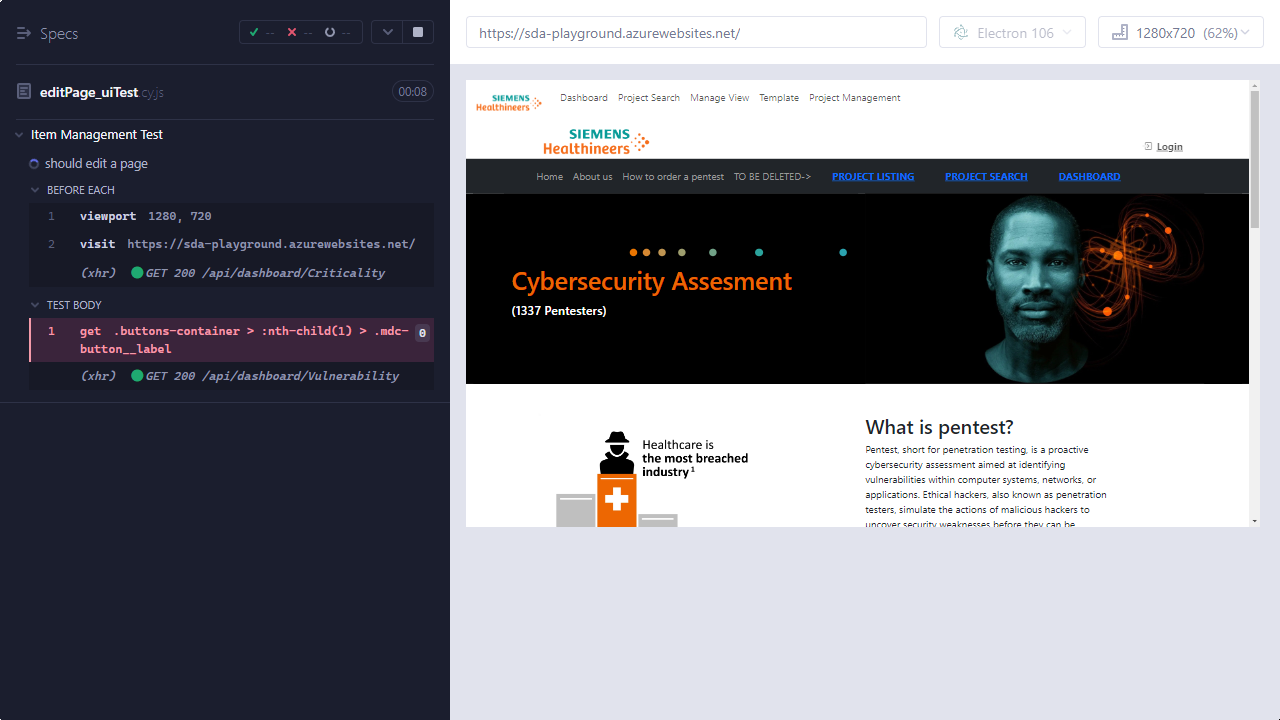 Specs
-- -- --
editPage_uiTest cy.js
00:08
Item Management Test
should edit a page
BEFORE EACH
1 viewport 1280, 720
2 visit https://sda-playground.azurewebsites.net/
(xhr) GET 200 /api/dashboard/Criticality
TEST BODY
1 get .buttons-container > :nth-child(1) > .mdc-
button__label
0
(xhr) GET 200 /api/dashboard/Vulnerability
https://sda-playground.azurewebsites.net/
Electron 106
1280x720 (62%)
SIEMENS
Healthineers
Dashboard Project Search Manage View Template Project Management
SIEMENS
Healthineers
Login
Home About us How to order a pentest TO BE DELETED-> PROJECT LISTING PROJECT SEARCH DASHBOARD
Cybersecurity Assesment
(1337 Pentesters)
Healthcare is
the most breached
industry 1
What is pentest?
Pentest, short for penetration testing, is a proactive
cybersecurity assessment aimed at identifying
vulnerabilities within computer systems, networks, or
applications. Ethical hackers, also known as penetration
testers, simulate the actions of malicious hackers to
uncover security weaknesses before they can be